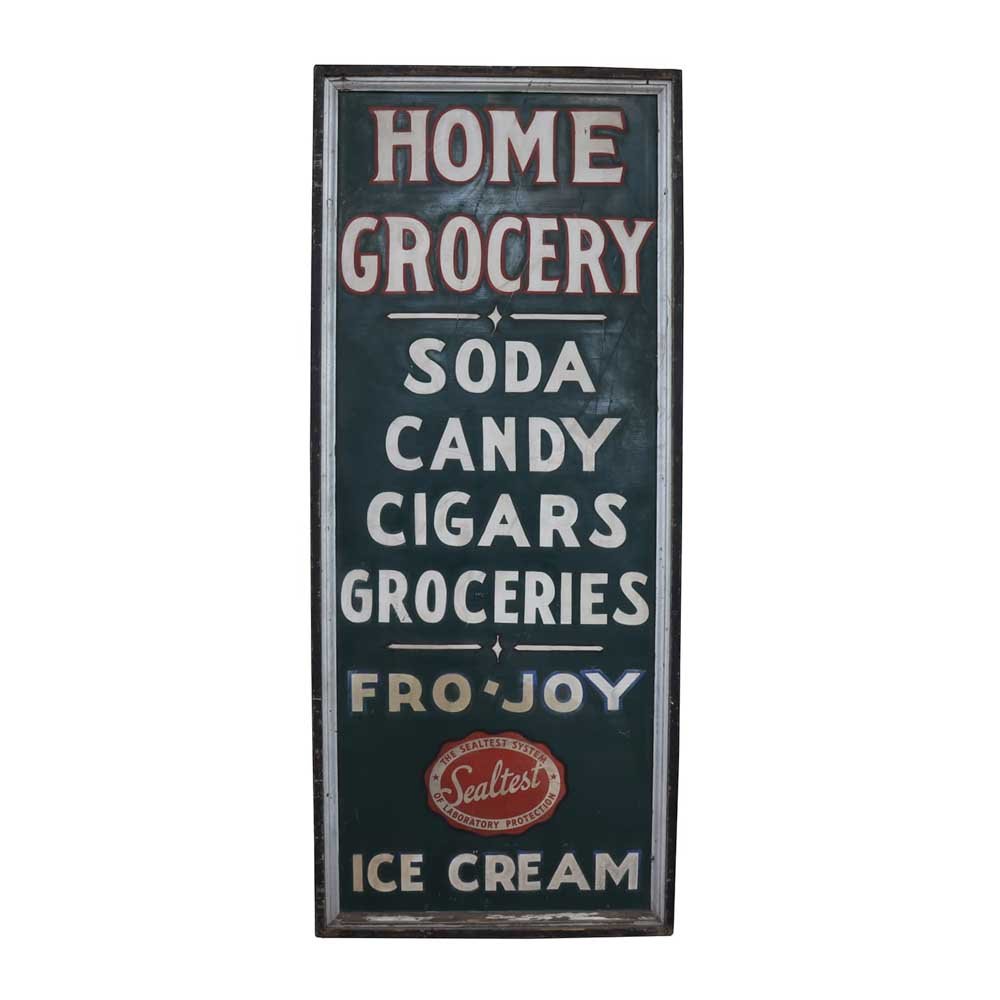 HOME
GROCERY
SODA
CANDY
CIGARS
GROCERIES
FRO·JOY
THE SEALTEST SYSTEM
Sealtest
OF LABORATORY PROTECTION
ICE CREAM